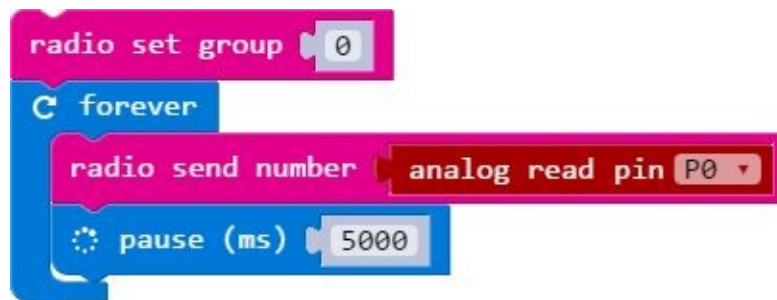 radio set group 0
forever
radio send number analog read pin P0
pause (ms) 5000